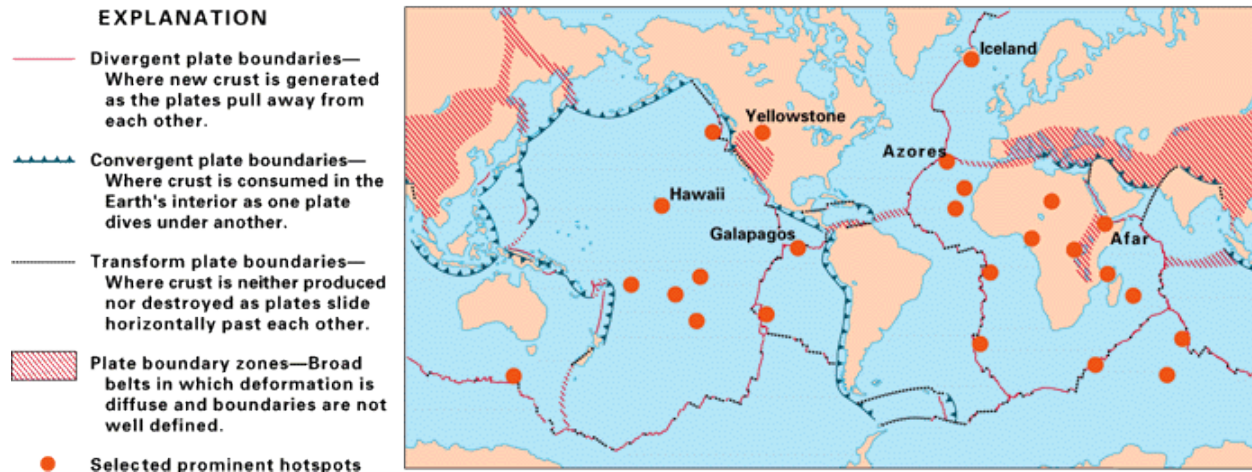 EXPLANATION
Divergent plate boundaries—
Where new crust is generated
as the plates pull away from
each other.
Convergent plate boundaries—
Where crust is consumed in the
Earth's interior as one plate
dives under another.
Transform plate boundaries—
Where crust is neither produced
nor destroyed as plates slide
horizontally past each other.
Plate boundary zones—Broad
belts in which deformation is
diffuse and boundaries are not
well defined.
Selected prominent hotspots
Iceland
Yellowstone
Azores
Hawaii
Galapagos
Afar